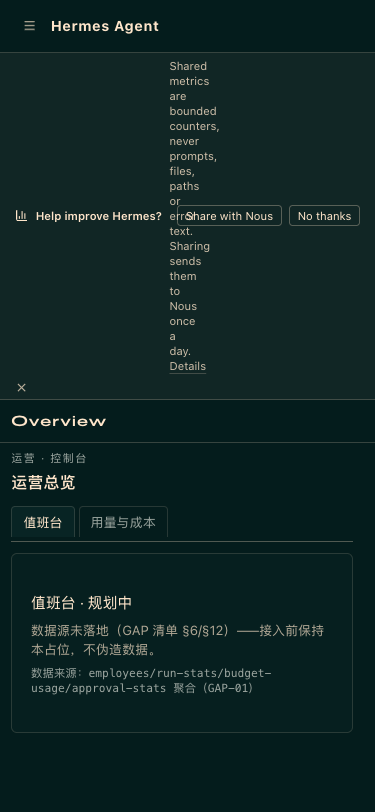 Hermes Agent
Shared
metrics
are
bounded
counters,
never
prompts,
files,
paths
or
Help improve Hermes?
error
Share with Nous
No thanks
text.
Sharing
sends
them
to
Nous
once
a
day.
Details
Overview
运营 · 控制台
运营总览
值班台
用量与成本
值班台 · 规划中
数据源未落地（GAP 清单 §6/§12）——接入前保持
本占位，不伪造数据。
数据来源：employees/run-stats/budget-
usage/approval-stats 聚合（GAP-01）